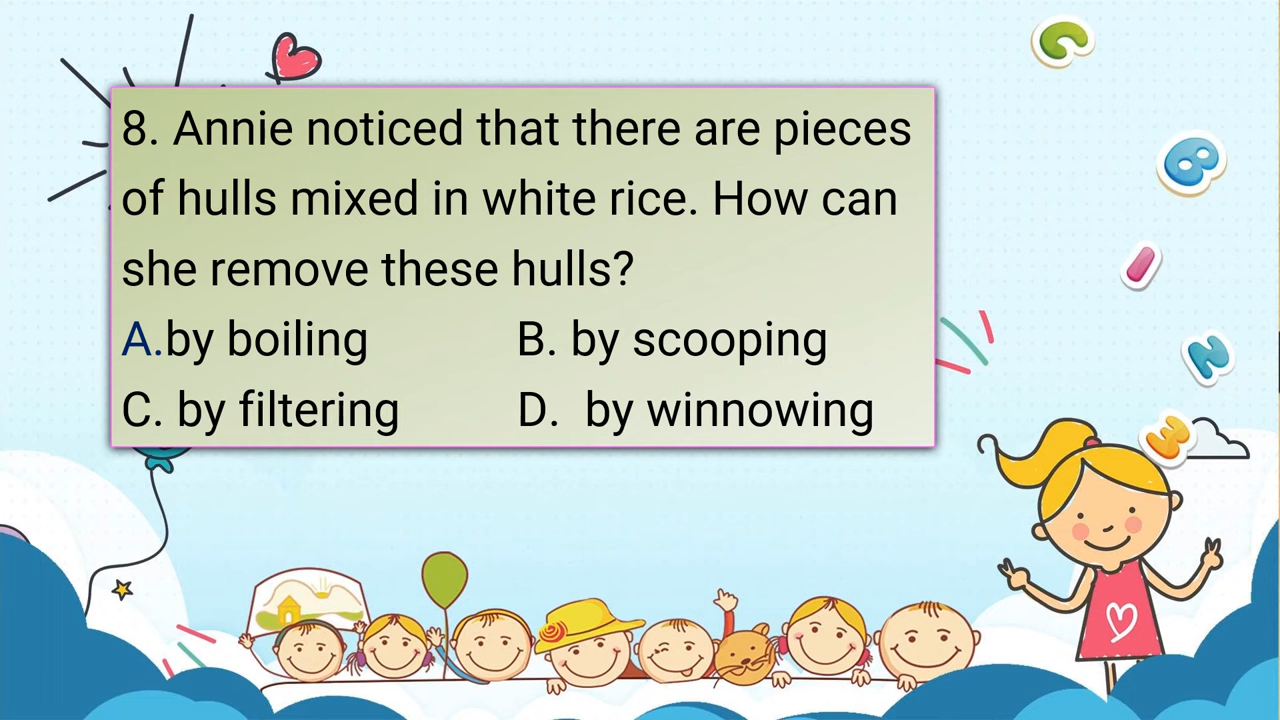 8. Annie noticed that there are pieces
of hulls mixed in white rice. How can
she remove these hulls?
A.by boiling B. by scooping
C. by filtering D. by winnowing